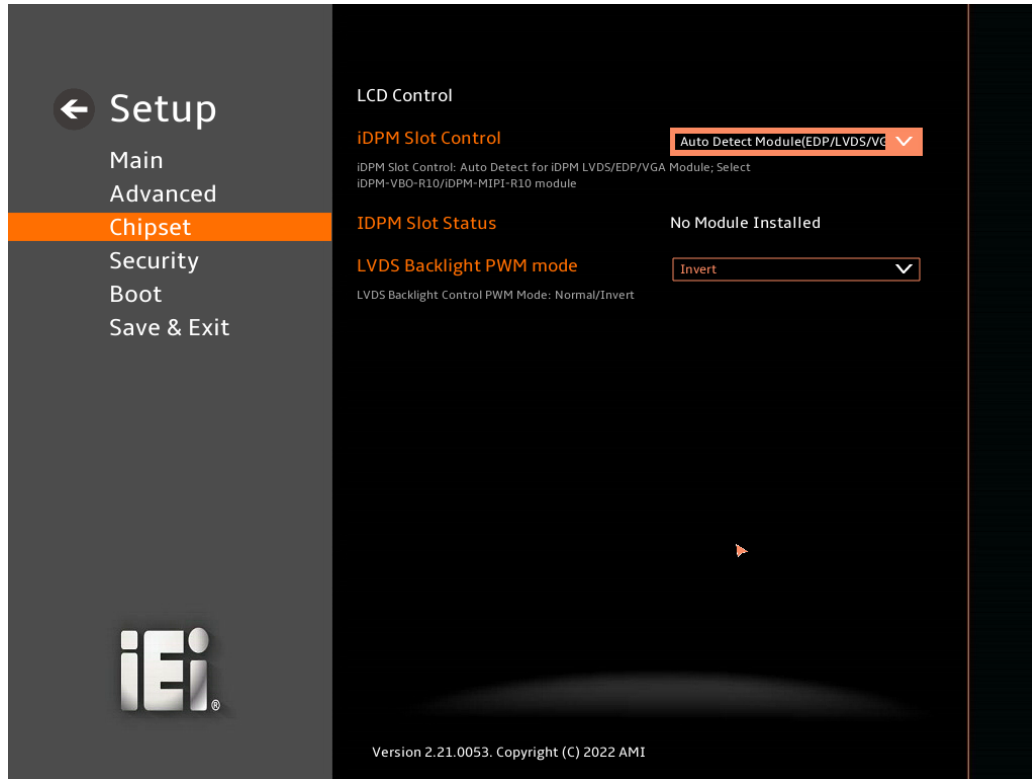 Setup
Main
Advanced
Chipset
Security
Boot
Save & Exit
iEi®
LCD Control
iDPM Slot Control
Auto Detect Module(EDP/LVDS/VG
iDPM Slot Control: Auto Detect for iDPM LVDS/EDP/VGA Module; Select
iDPM-VBO-R10/iDPM-MIPI-R10 module
IDPM Slot Status
No Module Installed
LVDS Backlight PWM mode
Invert
LVDS Backlight Control PWM Mode: Normal/Invert
Version 2.21.0053. Copyright (C) 2022 AMI